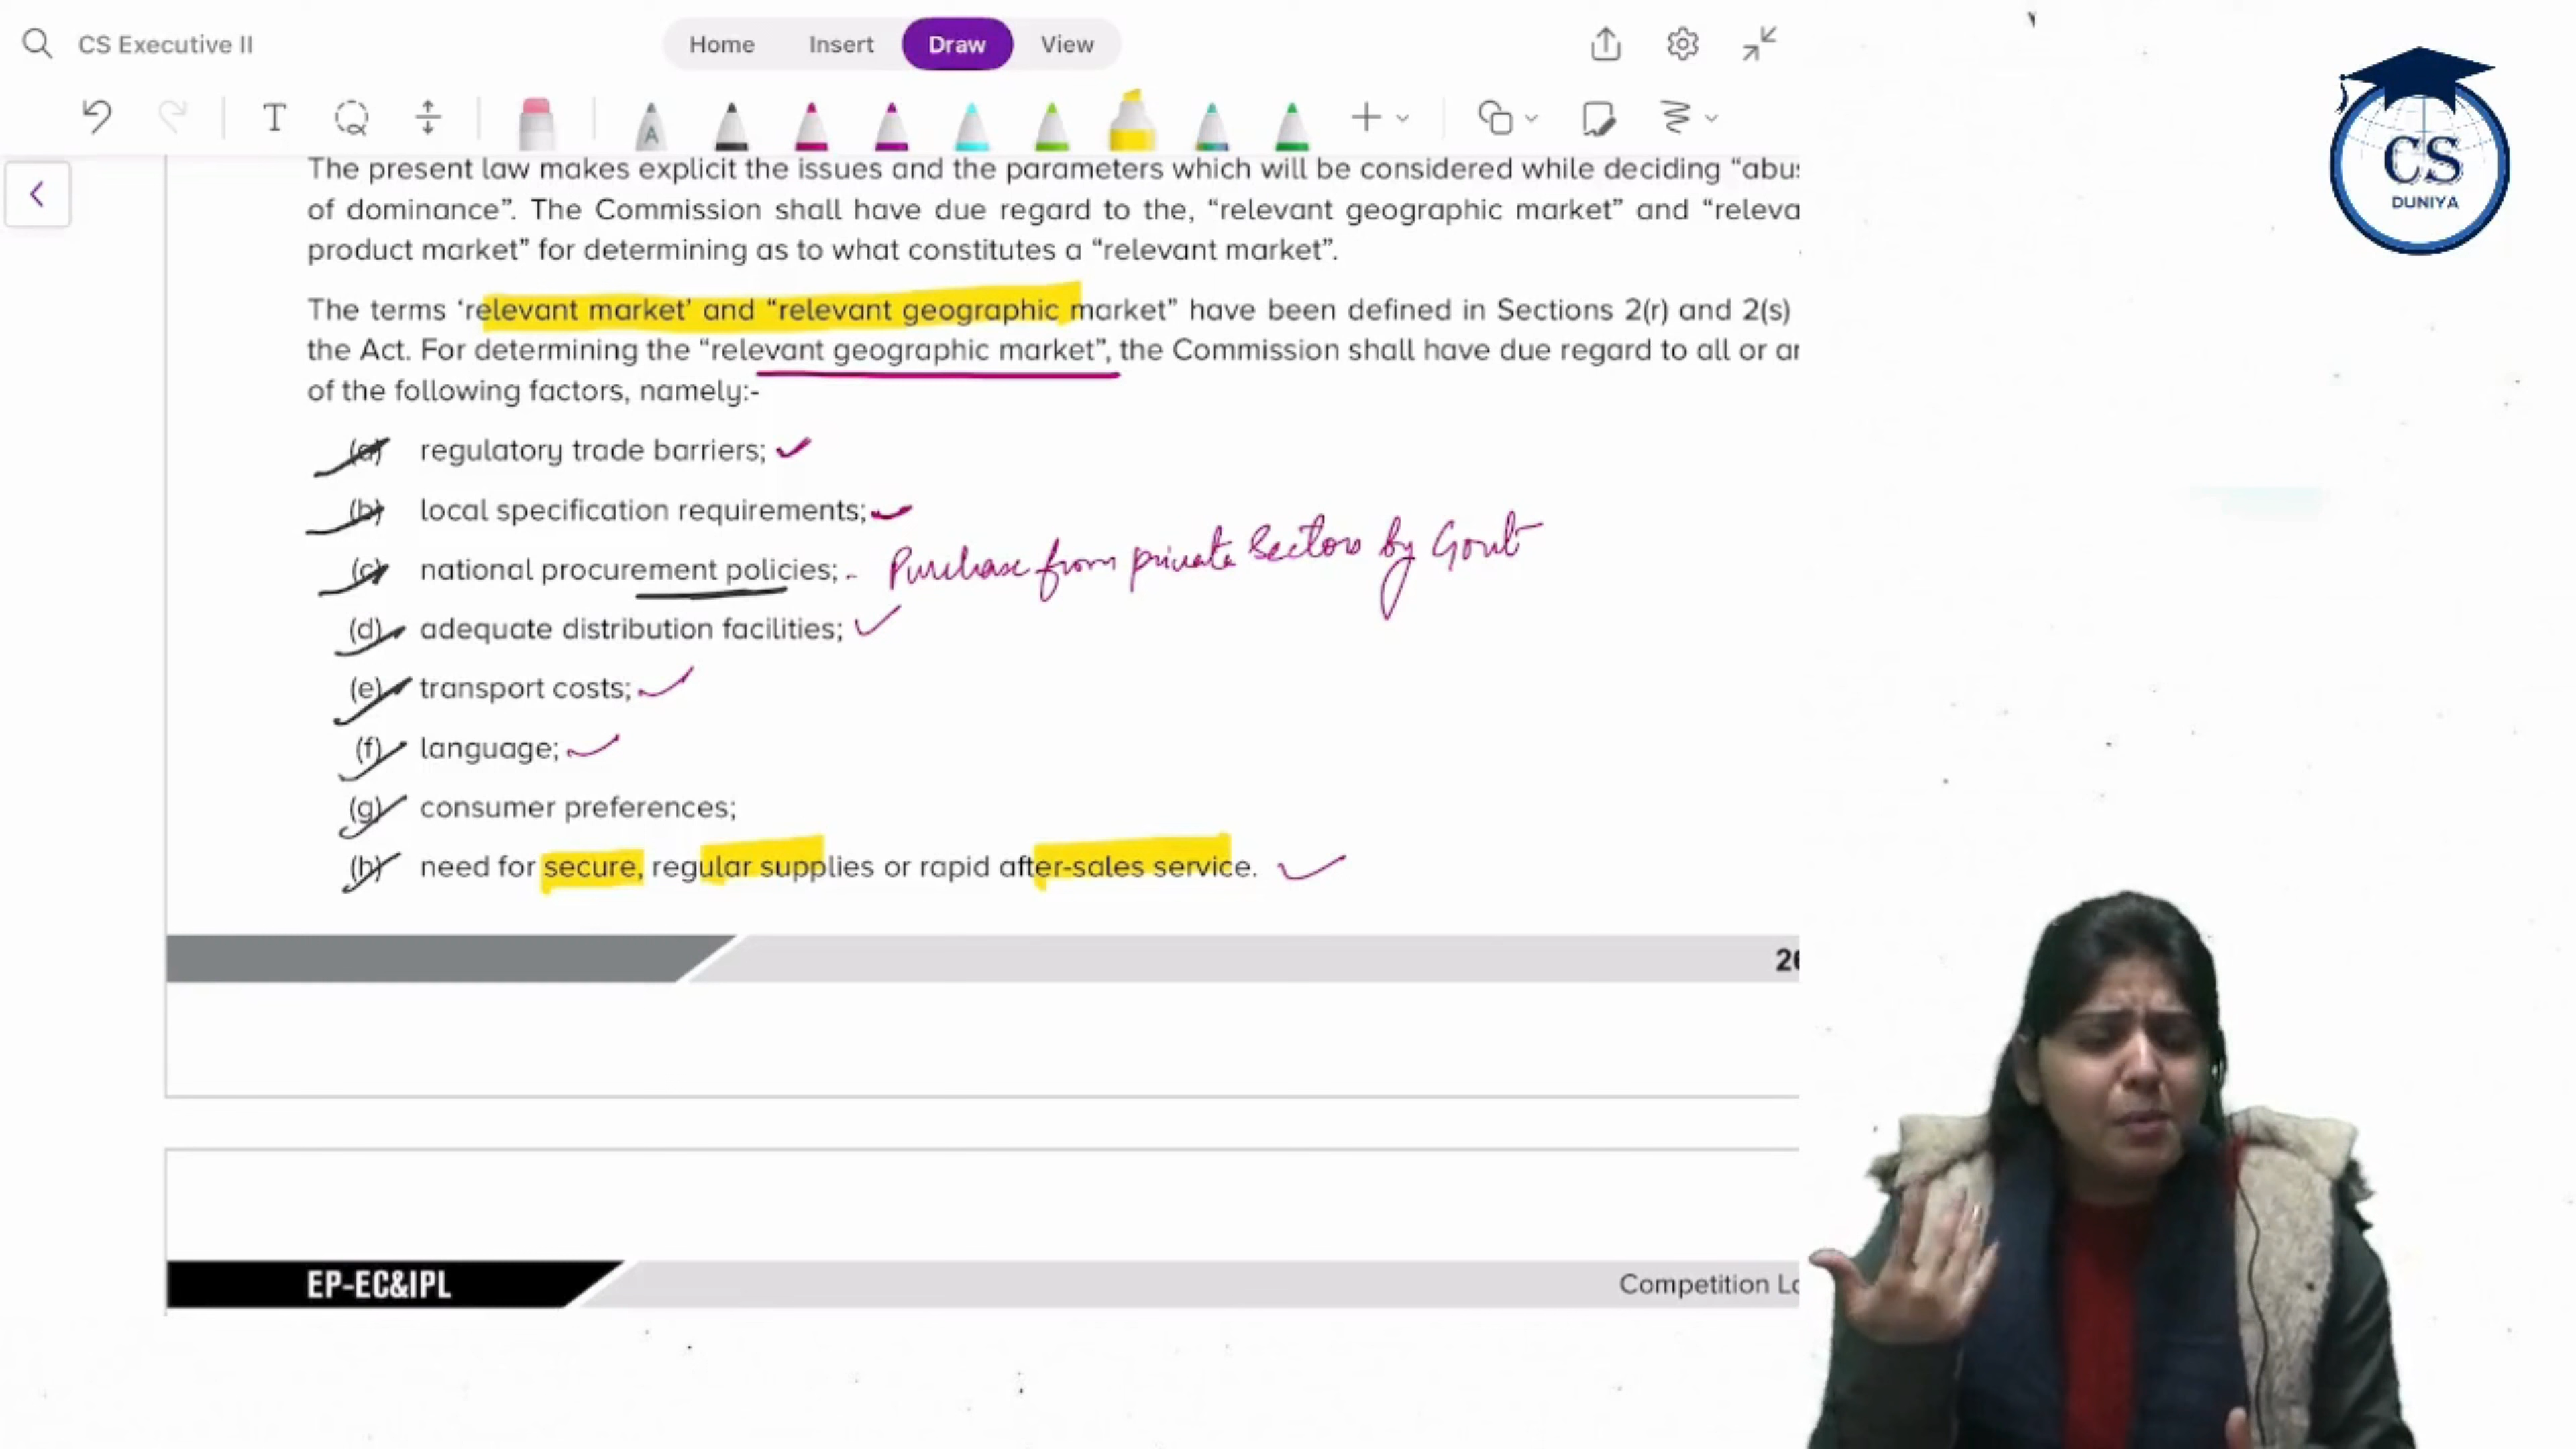 CS Executive II
Home Insert Draw View
CS
DUNIYA
A
The present law makes explicit the issues and the parameters which will be considered while deciding “abu
of dominance”. The Commission shall have due regard to the, “relevant geographic market” and “releva
product market” for determining as to what constitutes a “relevant market”.
The terms ‘relevant market’ and “relevant geographic market” have been defined in Sections 2(r) and 2(s)
the Act. For determining the “relevant geographic market”, the Commission shall have due regard to all or
of the following factors, namely:-
(a) regulatory trade barriers;
(b) local specification requirements;
(c) national procurement policies; - Purchase from private Sectors by Govt
(d) adequate distribution facilities;
(e) transport costs;
(f) language;
(g) consumer preferences;
(h) need for secure, regular supplies or rapid after-sales service.
EP-EC&IPL
Competition